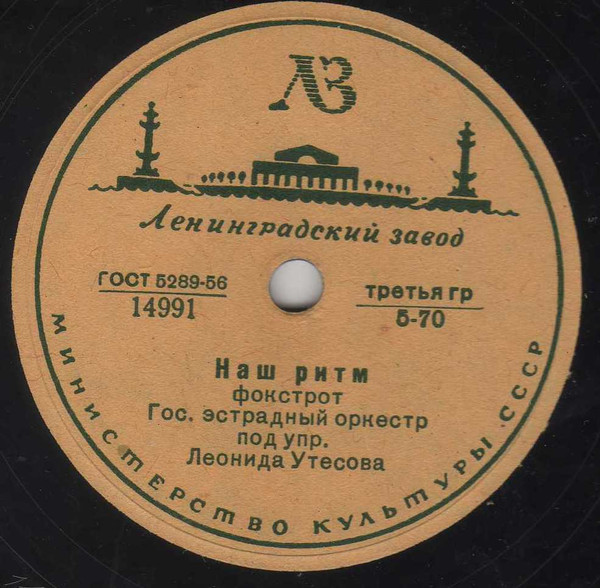 ЛЗ
Ленинградский завод
ГОСТ 5289-56
14991
третья гр
5-70
Наш ритм
фокстрот
Гос. эстрадный оркестр
под упр.
Леонида Утесова
МИНИСТЕРСТВО КУЛЬТУРЫ СССР